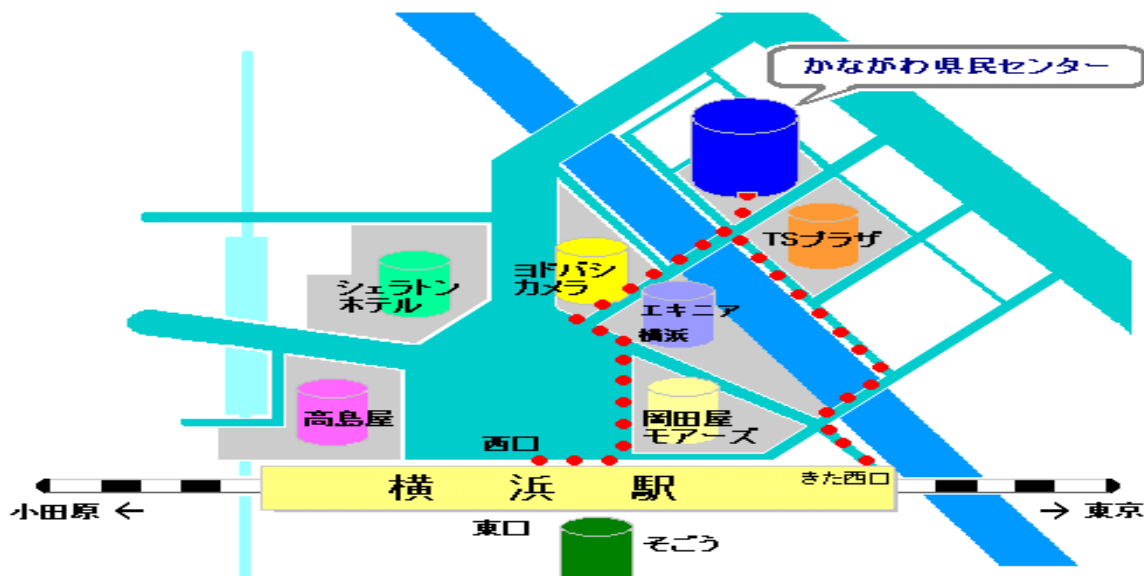 かながわ県民センター
TSプラザ
ヨドバシ
カメラ
シェラトン
ホテル
エキニア
横浜
高島屋
岡田屋
モアーズ
西口
きた西口
横 浜 駅
小田原 ←
→ 東京
東口
そごう